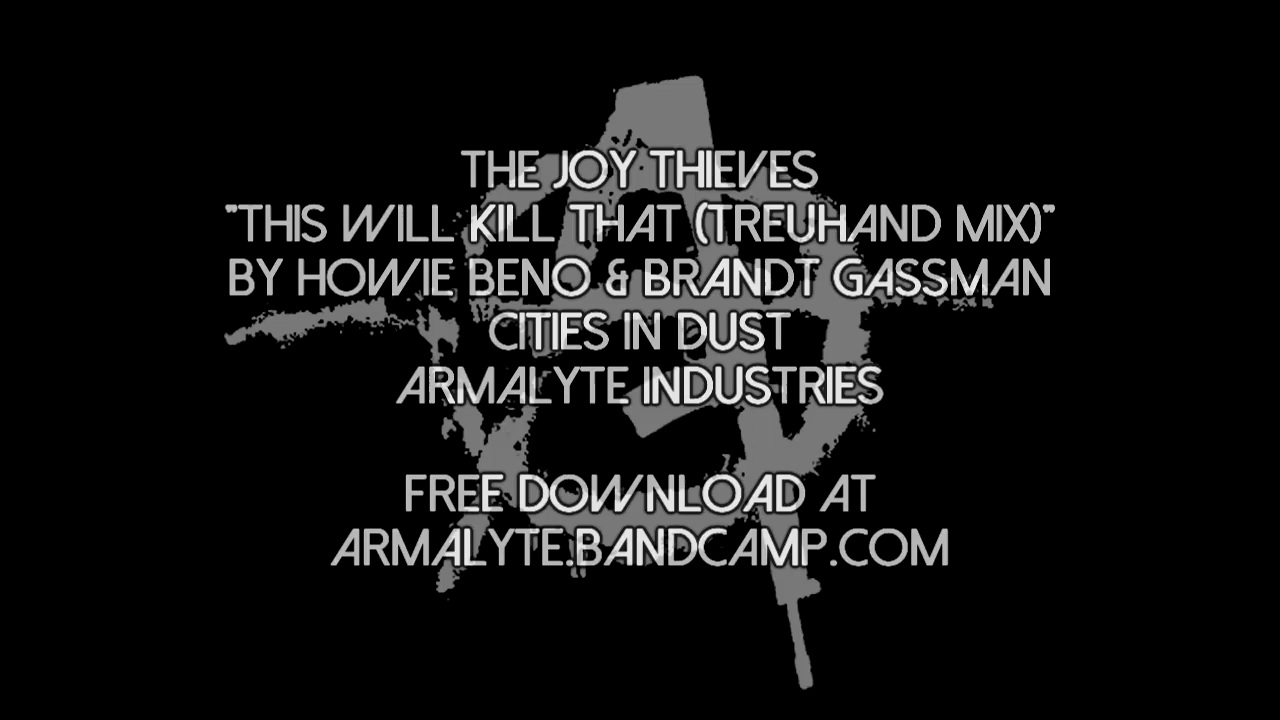 THE JOY THIEVES
"THIS WILL KILL THAT (TREUHAND MIX)"
BY HOWIE BENO & BRANDT GASSMAN
CITIES IN DUST
ARMALYTE INDUSTRIES
FREE DOWNLOAD AT
ARMALYTE.BANDCAMP.COM